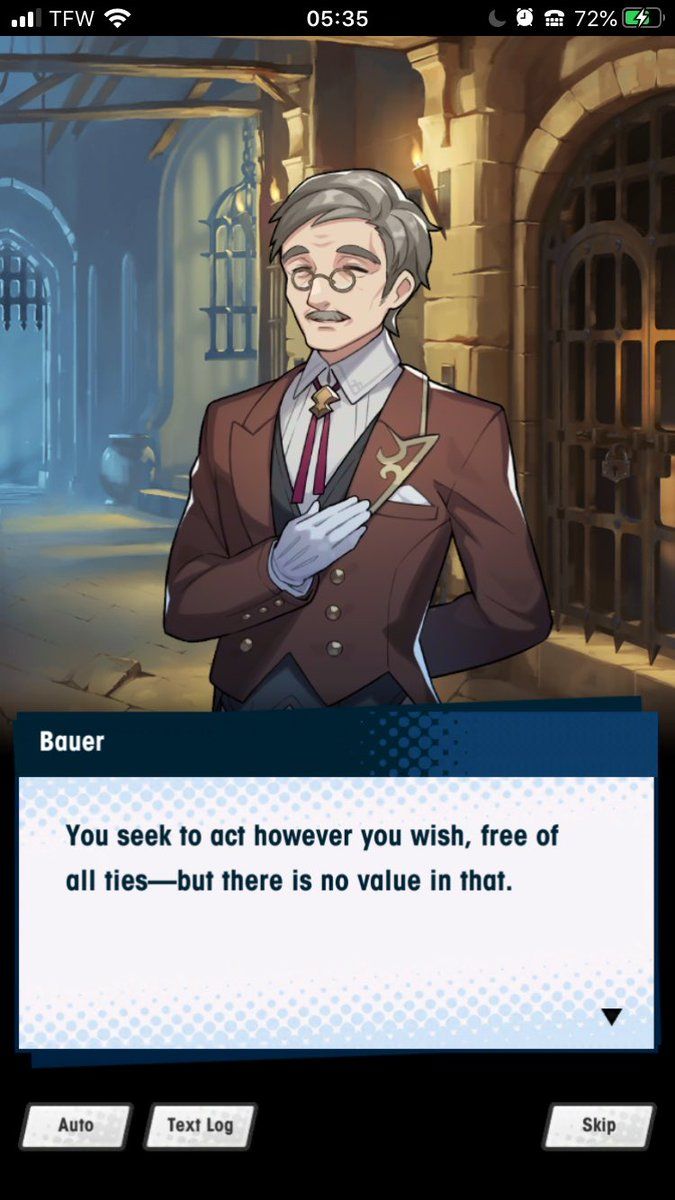 TFW 05:35 72%
Bauer
You seek to act however you wish, free of
all ties—but there is no value in that.
Auto Text Log Skip